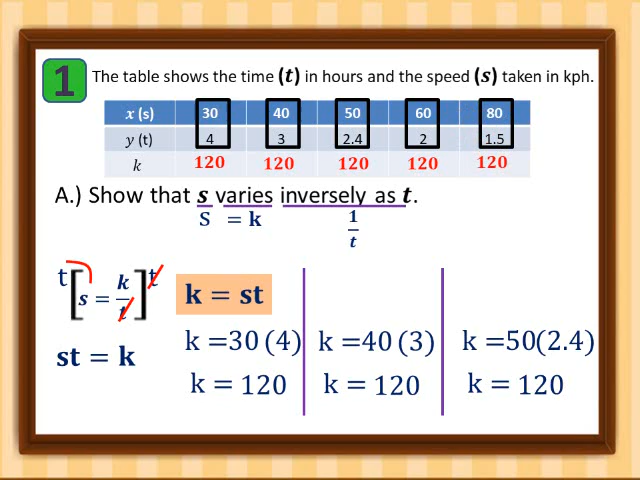 1
The table shows the time (t) in hours and the speed (s) taken in kph.
x (s) 30 40 50 60 80
y (t) 4 3 2.4 2 1.5
k 120 120 120 120 120
A.) Show that s varies inversely as t.
S = k 1/t
t[s = k/t]t
k = st
st = k
k =30 (4) k =40 (3) k =50(2.4)
k = 120 k = 120 k = 120